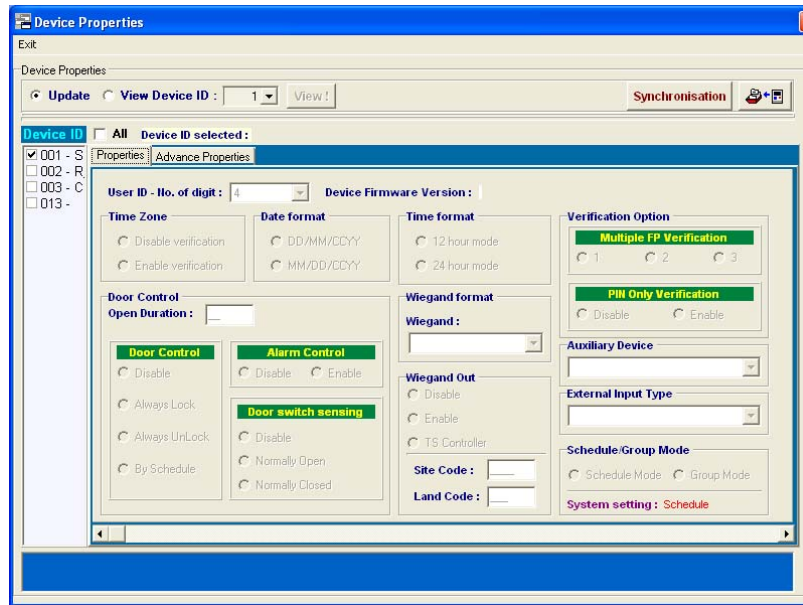 Device Properties
Exit
Device Properties
Update View Device ID : 1 View !
Synchronisation
Device ID All Device ID selected :
001 - S
002 - R
003 - C
013 -
Properties Advance Properties
User ID - No. of digit : 4 Device Firmware Version :
Time Zone
Disable verification
Enable verification
Date format
DD/MM/CCYY
MM/DD/CCYY
Time format
12 hour mode
24 hour mode
Verification Option
Multiple FP Verification
1 2 3
PIN Only Verification
Disable Enable
Door Control
Open Duration :
Door Control
Disable
Always Lock
Always UnLock
By Schedule
Alarm Control
Disable Enable
Door switch sensing
Disable
Normally Open
Normally Closed
Wiegand format
Wiegand :
Wiegand Out
Disable
Enable
TS Controller
Site Code :
Land Code :
Auxiliary Device
External Input Type
Schedule/Group Mode
Schedule Mode Group Mode
System setting : Schedule